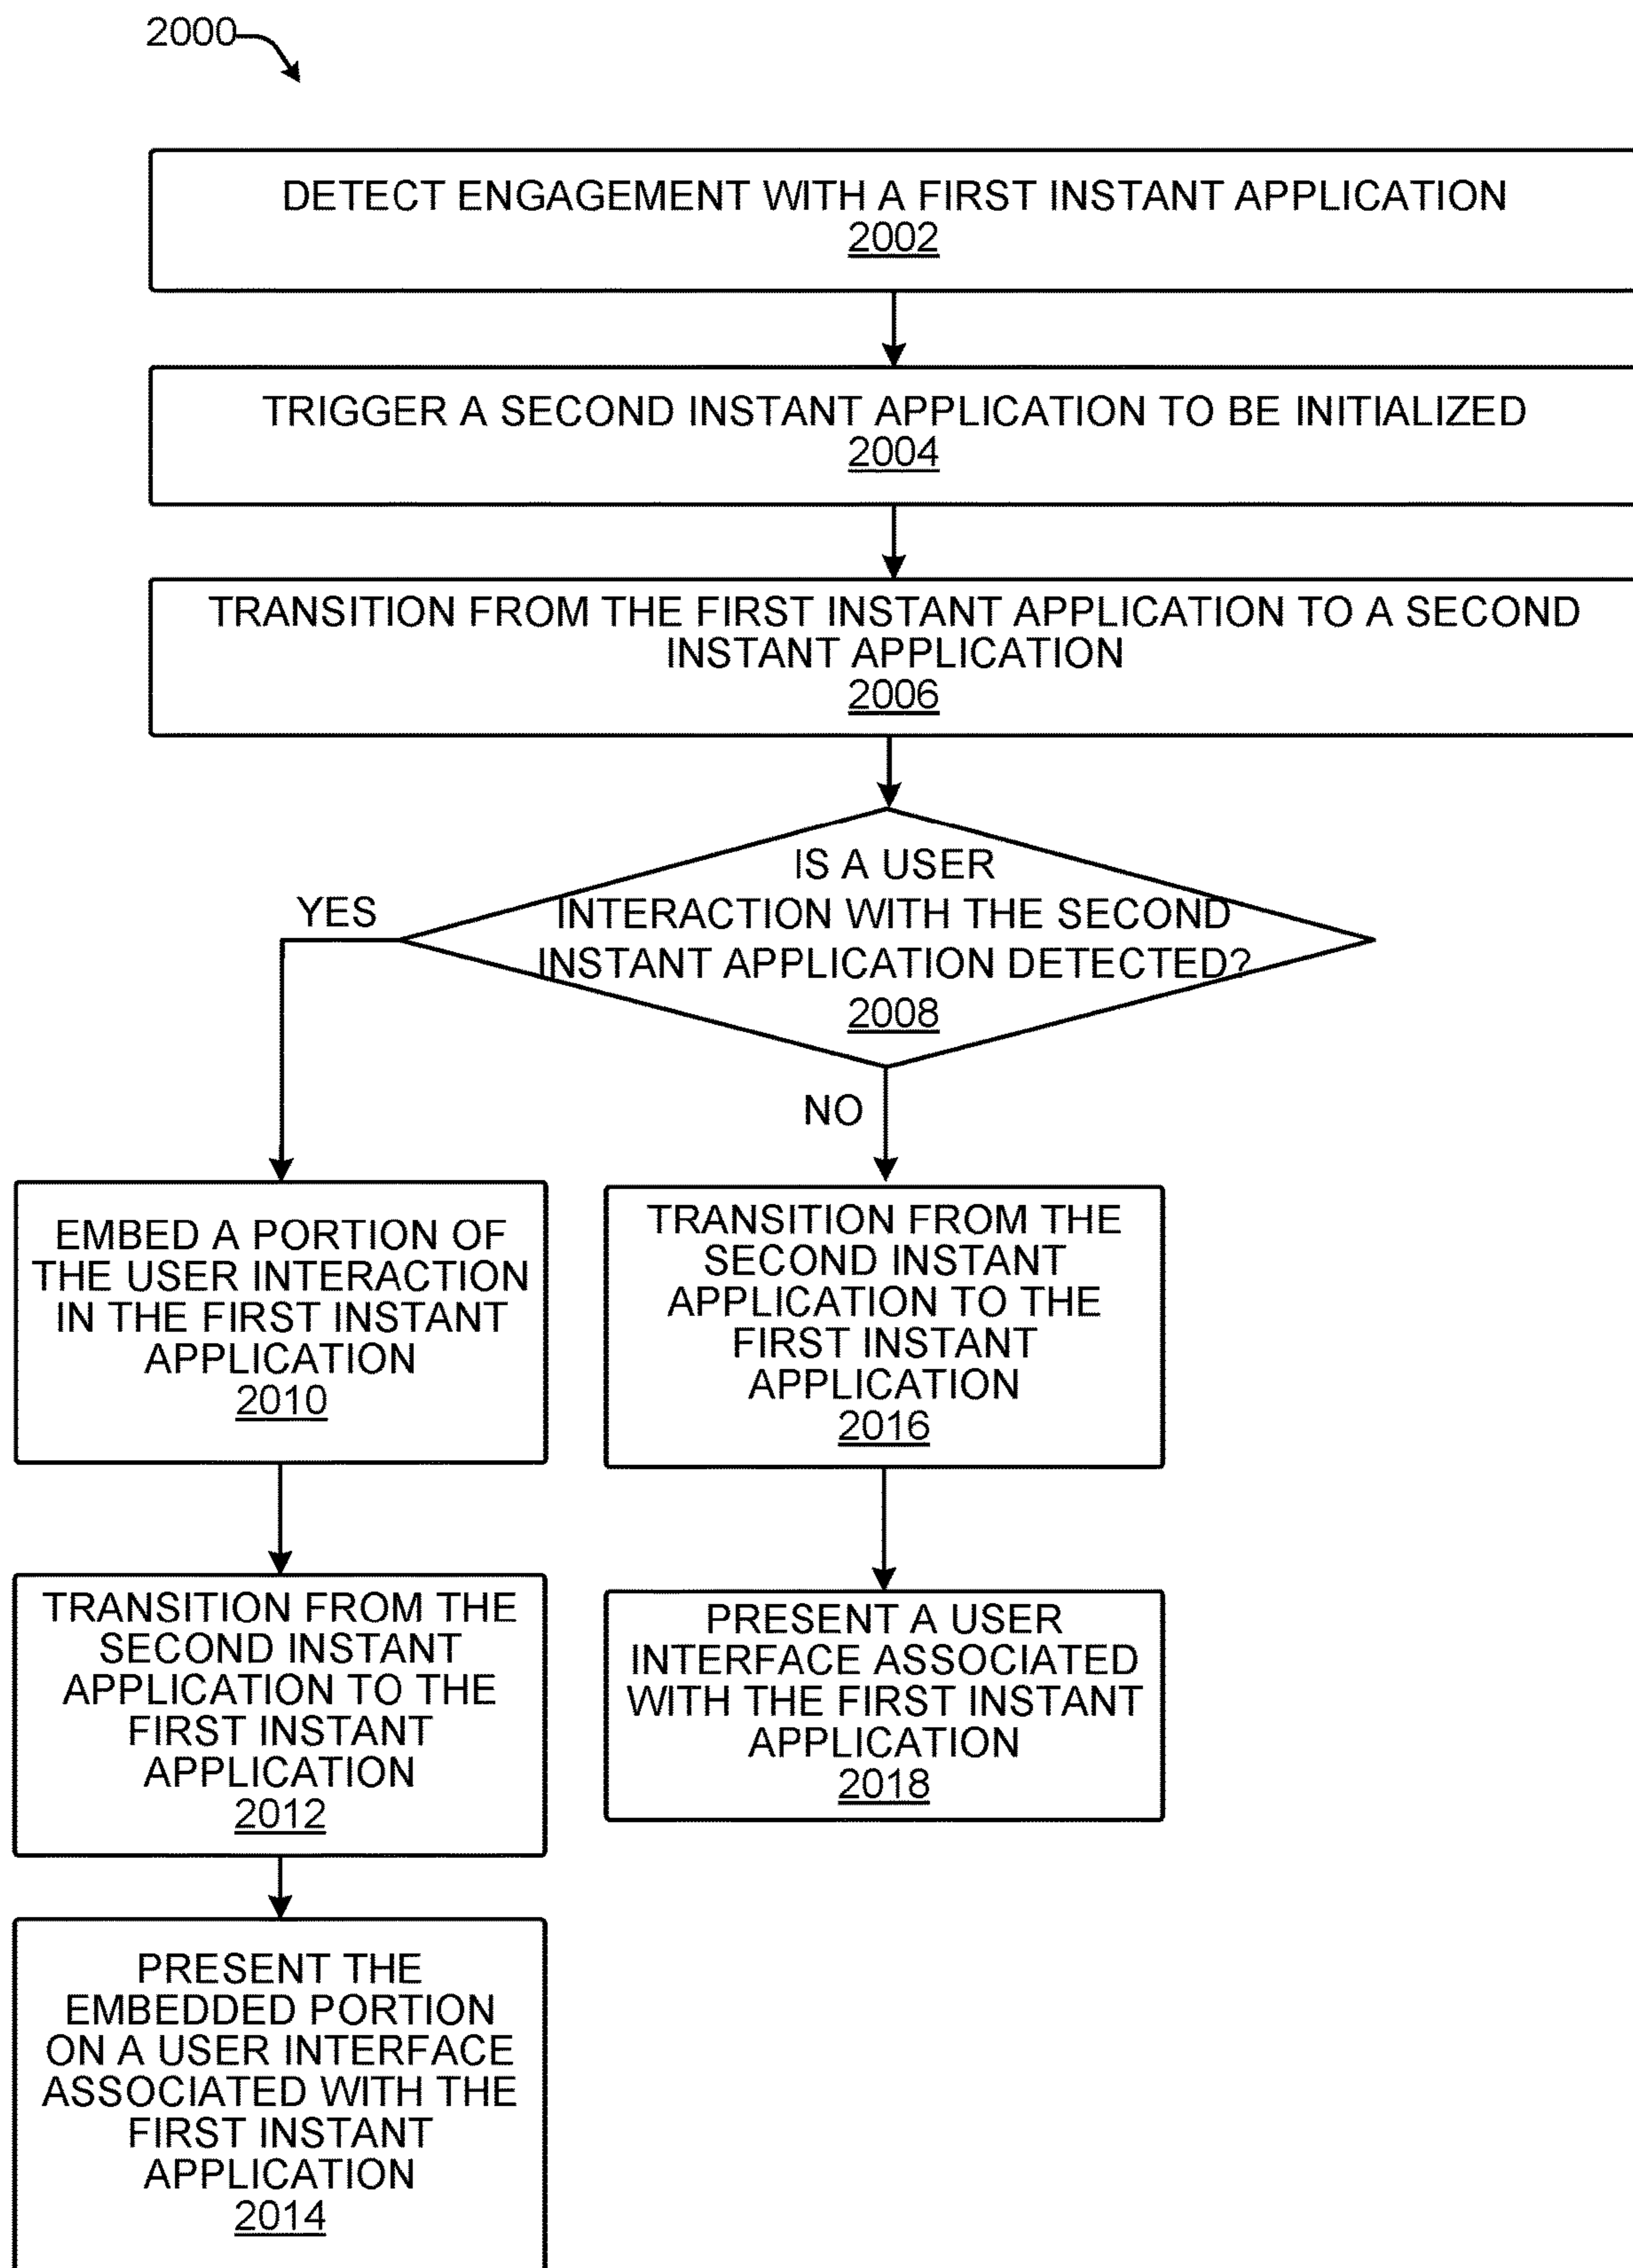 2000
DETECT ENGAGEMENT WITH A FIRST INSTANT APPLICATION
2002
TRIGGER A SECOND INSTANT APPLICATION TO BE INITIALIZED
2004
TRANSITION FROM THE FIRST INSTANT APPLICATION TO A SECOND
INSTANT APPLICATION
2006
IS A USER
INTERACTION WITH THE SECOND
INSTANT APPLICATION DETECTED?
2008
YES
NO
EMBED A PORTION OF
THE USER INTERACTION
IN THE FIRST INSTANT
APPLICATION
2010
TRANSITION FROM THE
SECOND INSTANT
APPLICATION TO THE
FIRST INSTANT
APPLICATION
2012
PRESENT THE
EMBEDDED PORTION
ON A USER INTERFACE
ASSOCIATED WITH THE
FIRST INSTANT
APPLICATION
2014
TRANSITION FROM THE
SECOND INSTANT
APPLICATION TO THE
FIRST INSTANT
APPLICATION
2016
PRESENT A USER
INTERFACE ASSOCIATED
WITH THE FIRST INSTANT
APPLICATION
2018